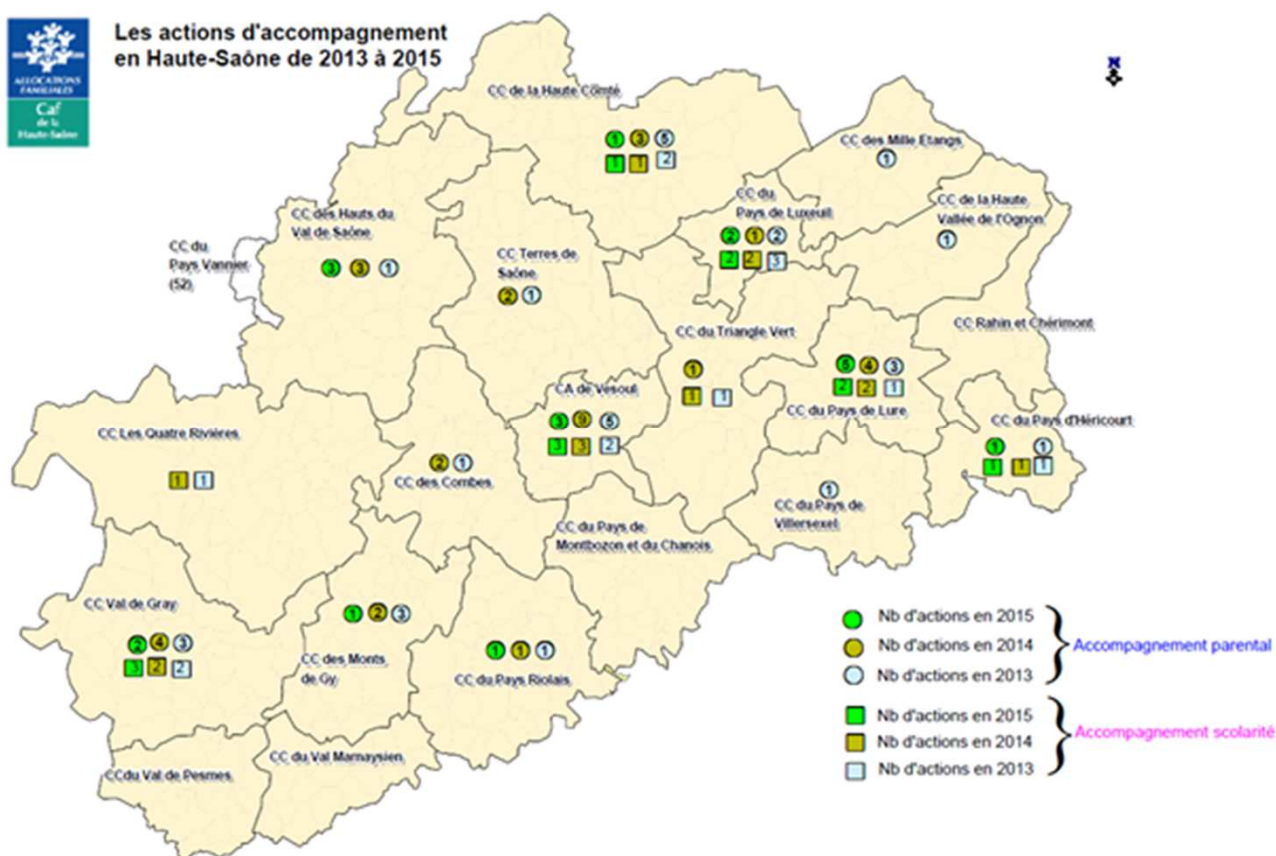 Les actions d'accompagnement
en Haute-Saône de 2013 à 2015
ALLOCATIONS
FAMILIALES
Caf
de la
Haute-Saône
N
CC de la Haute Comté
1 3 5
1 1 2
CC des Mille Etangs
1
CC de la Haute
Vallée de l'Ognon
1
CC du
Pays de Luxeuil
2 1 2
2 2 3
CC des Hauts du
Val de Saône
3 3 1
CC du
Pays Vannier
(52)
CC Terres de
Saône
2 1
CC du Triangle Vert
1
1 1
CC Rahin et Chérimont
5 4 3
2 2 1
CC du Pays de Lure
CA de Vesoul
3 9 5
3 3 2
CC du Pays d'Héricourt
1 1
1 1 1
CC Les Quatre Rivières
1 1
2 1
CC des Combes
1
CC du Pays de
Villersexel
CC du Pays de
Montbozon et du Chanois
CC Val de Gray
2 4 3
3 2 2
1 2 3
CC des Monts
de Gy
1 1 1
CC du Pays Riolais
CC du Val Marnaysien
CCdu Val de Pesmes
Nb d'actions en 2015
Nb d'actions en 2014
Nb d'actions en 2013
Accompagnement parental
Nb d'actions en 2015
Nb d'actions en 2014
Nb d'actions en 2013
Accompagnement scolarité